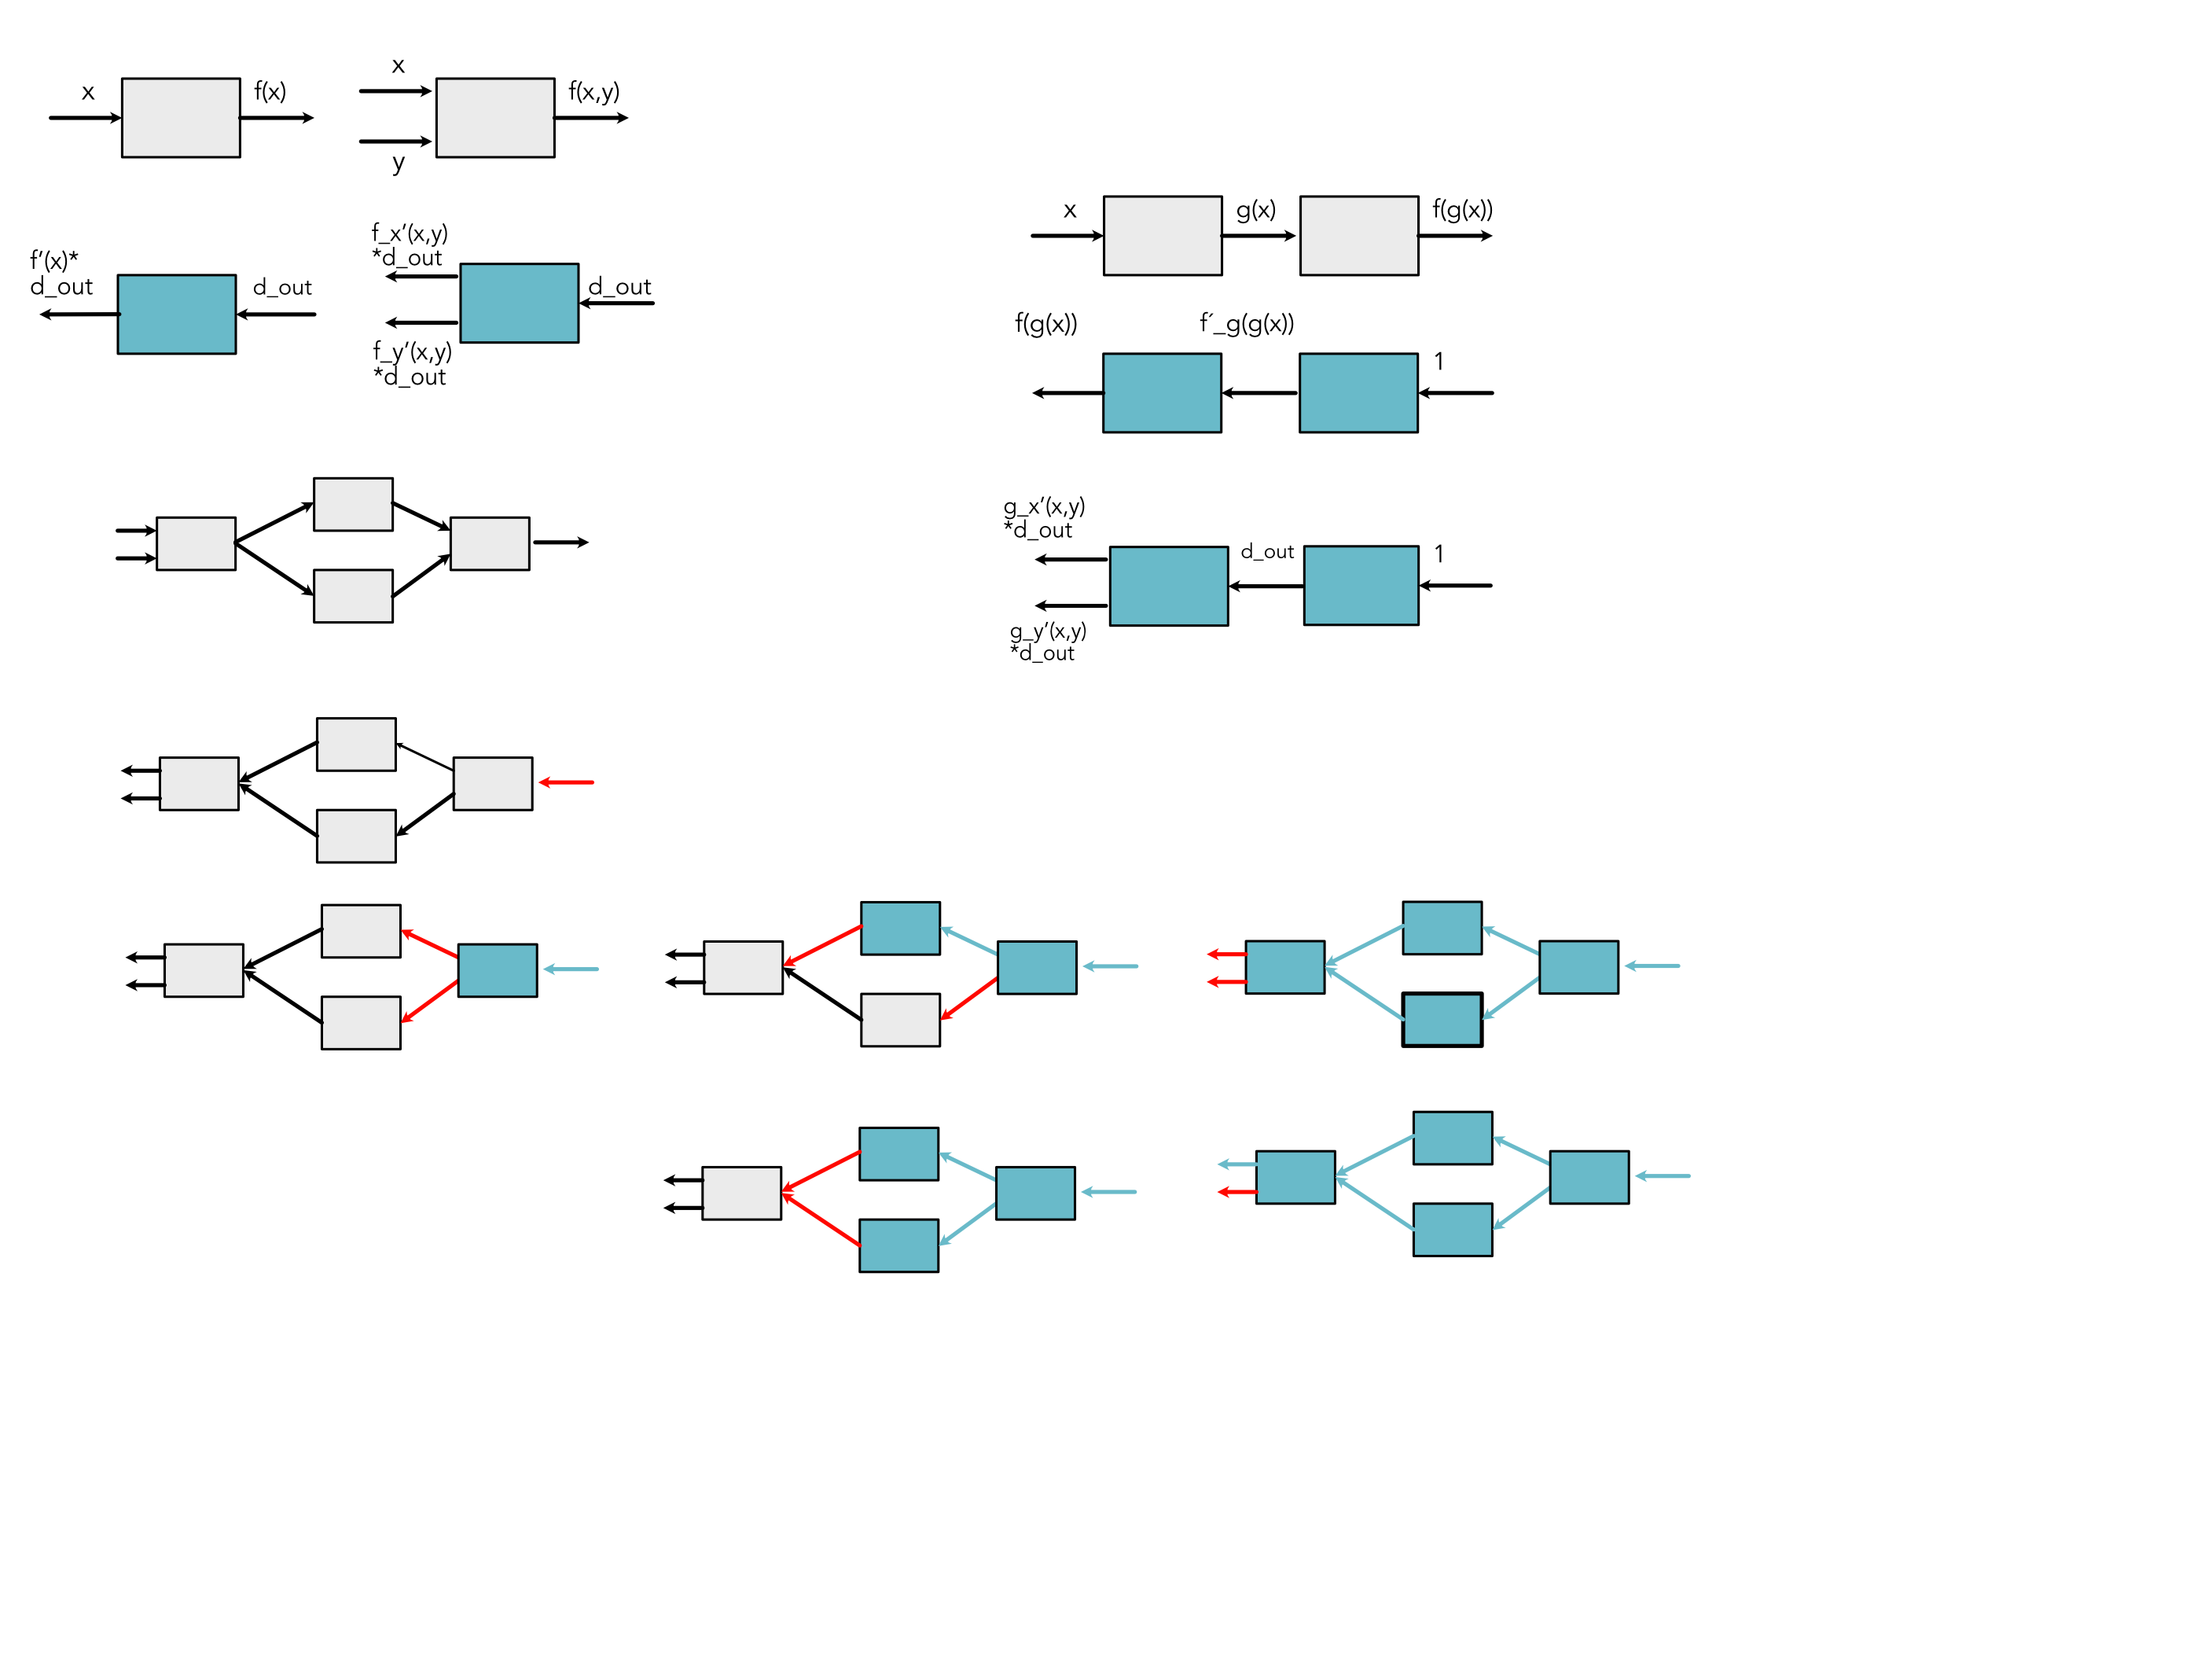 x
f(x)
x
y
f(x,y)
f′(x)*
d_out
d_out
f_x′(x,y)
*d_out
f_y′(x,y)
*d_out
d_out
x
g(x)
f(g(x))
f(g(x))
f´_g(g(x))
1
g_x′(x,y)
*d_out
g_y′(x,y)
*d_out
d_out
1